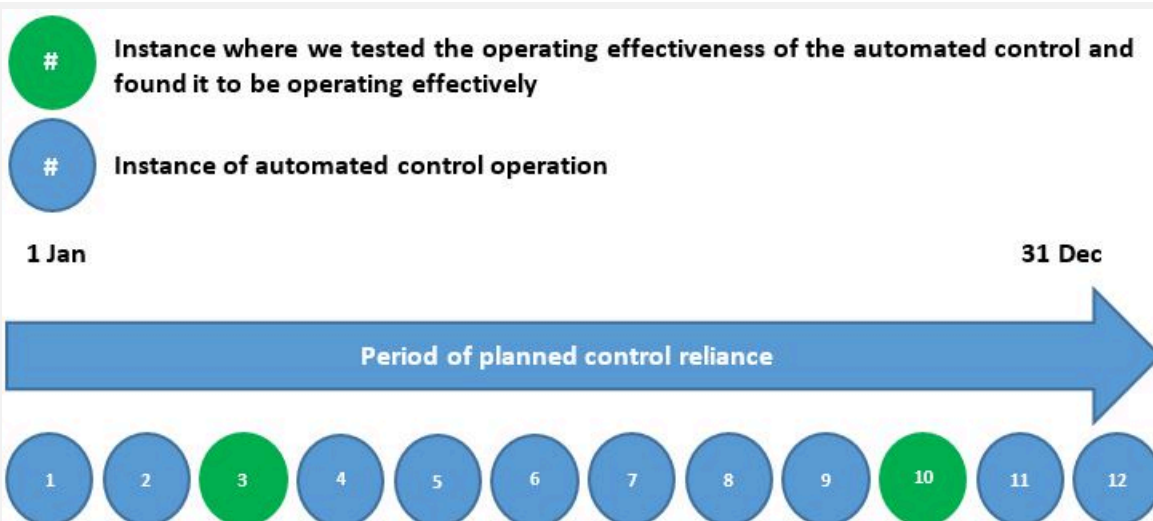 #
Instance where we tested the operating effectiveness of the automated control and
found it to be operating effectively
#
Instance of automated control operation
1 Jan
31 Dec
Period of planned control reliance
1 2 3 4 5 6 7 8 9 10 11 12